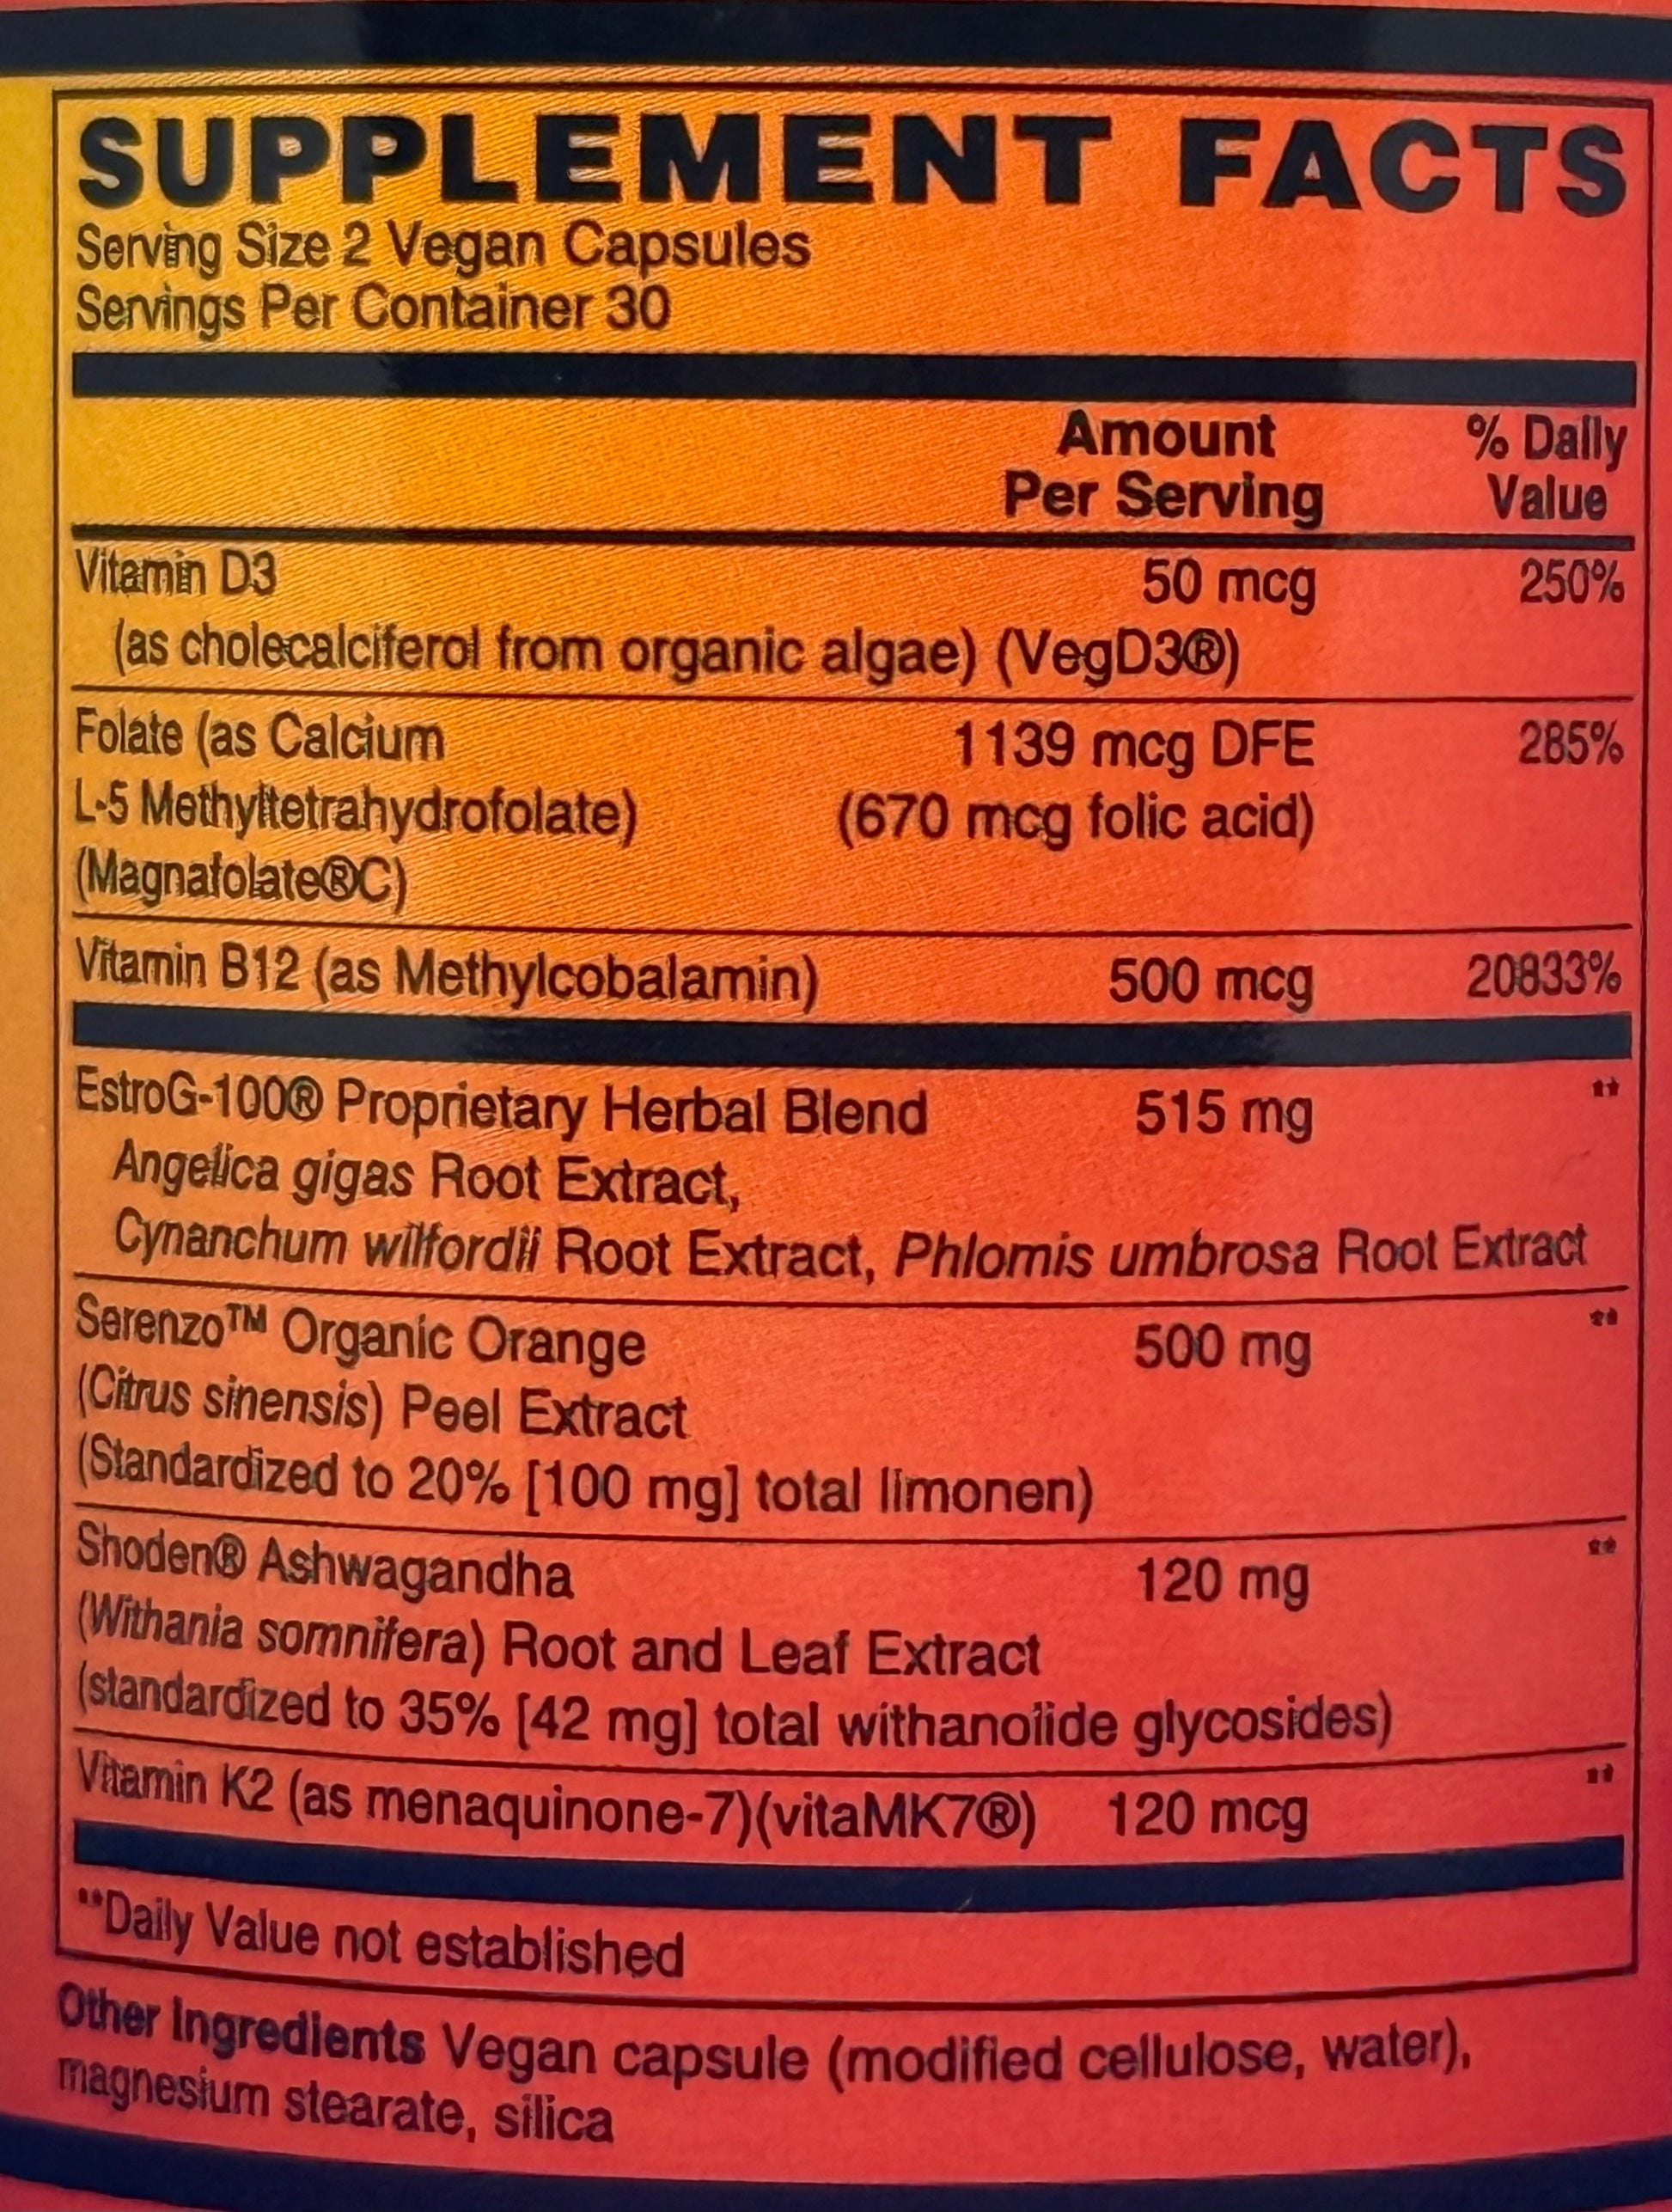 SUPPLEMENT FACTS
Serving Size 2 Vegan Capsules
Servings Per Container 30
Amount Per Serving % Daily Value
Vitamin D3 50 mcg 250%
(as cholecalciferol from organic algae) (VegD3®)
Folate (as Calcium 1139 mcg DFE 285%
L-5 Methyltetrahydrofolate) (670 mcg folic acid)
(Magnafolate®C)
Vitamin B12 (as Methylcobalamin) 500 mcg 20833%
EstroG-100® Proprietary Herbal Blend 515 mg **
Angelica gigas Root Extract,
Cynanchum wilfordii Root Extract, Phlomis umbrosa Root Extract
Serenzo™ Organic Orange 500 mg **
(Citrus sinensis) Peel Extract
(Standardized to 20% [100 mg] total limonen)
Shoden® Ashwagandha 120 mg **
(Withania somnifera) Root and Leaf Extract
(standardized to 35% [42 mg] total withanolide glycosides)
Vitamin K2 (as menaquinone-7)(vitaMK7®) 120 mcg **
**Daily Value not established
Other Ingredients Vegan capsule (modified cellulose, water),
magnesium stearate, silica